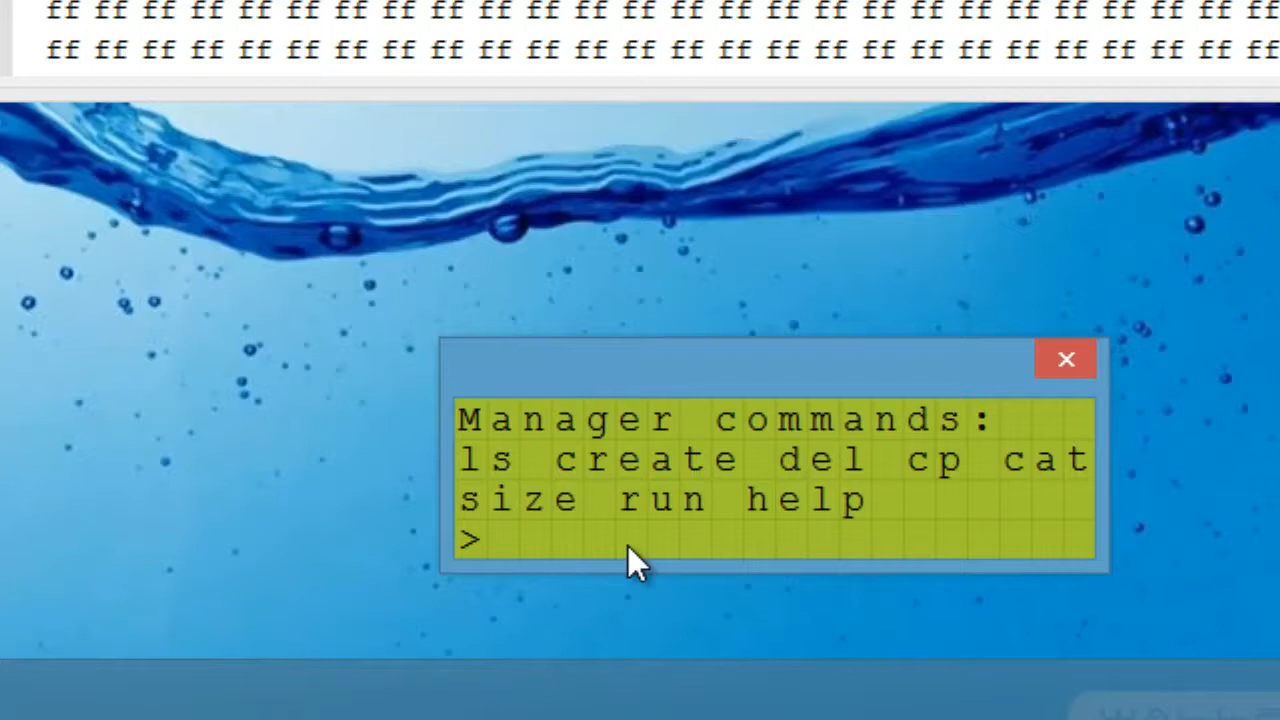 ff ff ff ff ff ff ff ff ff ff ff ff ff ff ff ff ff ff ff ff ff ff ff ff ff ff
ff ff ff ff ff ff ff ff ff ff ff ff ff ff ff ff ff ff ff ff ff ff ff ff ff ff
Manager commands:
ls create del cp cat
size run help
>